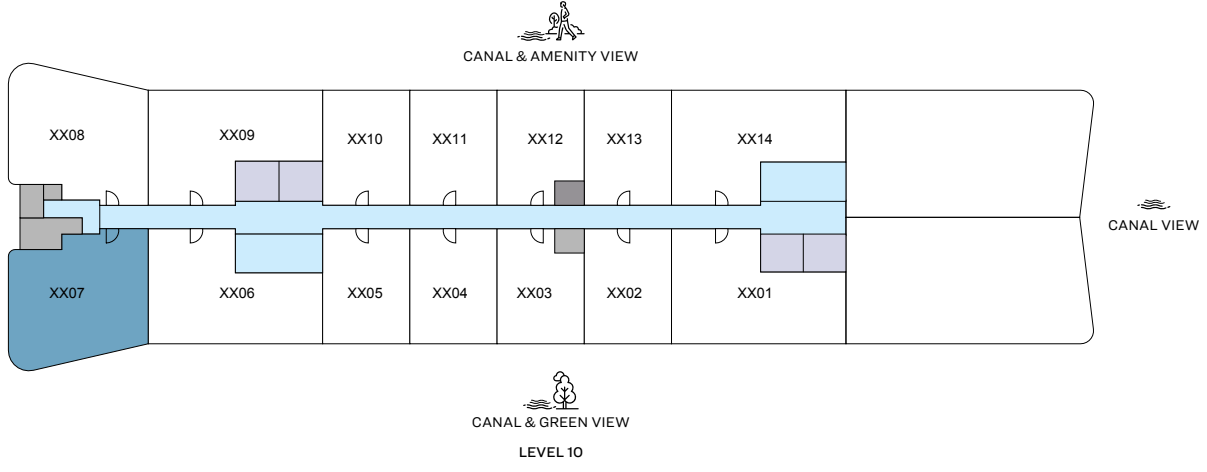 CANAL & AMENITY VIEW
XX08
XX09
XX10
XX11
XX12
XX13
XX14
CANAL VIEW
XX07
XX06
XX05
XX04
XX03
XX02
XX01
CANAL & GREEN VIEW
LEVEL 10